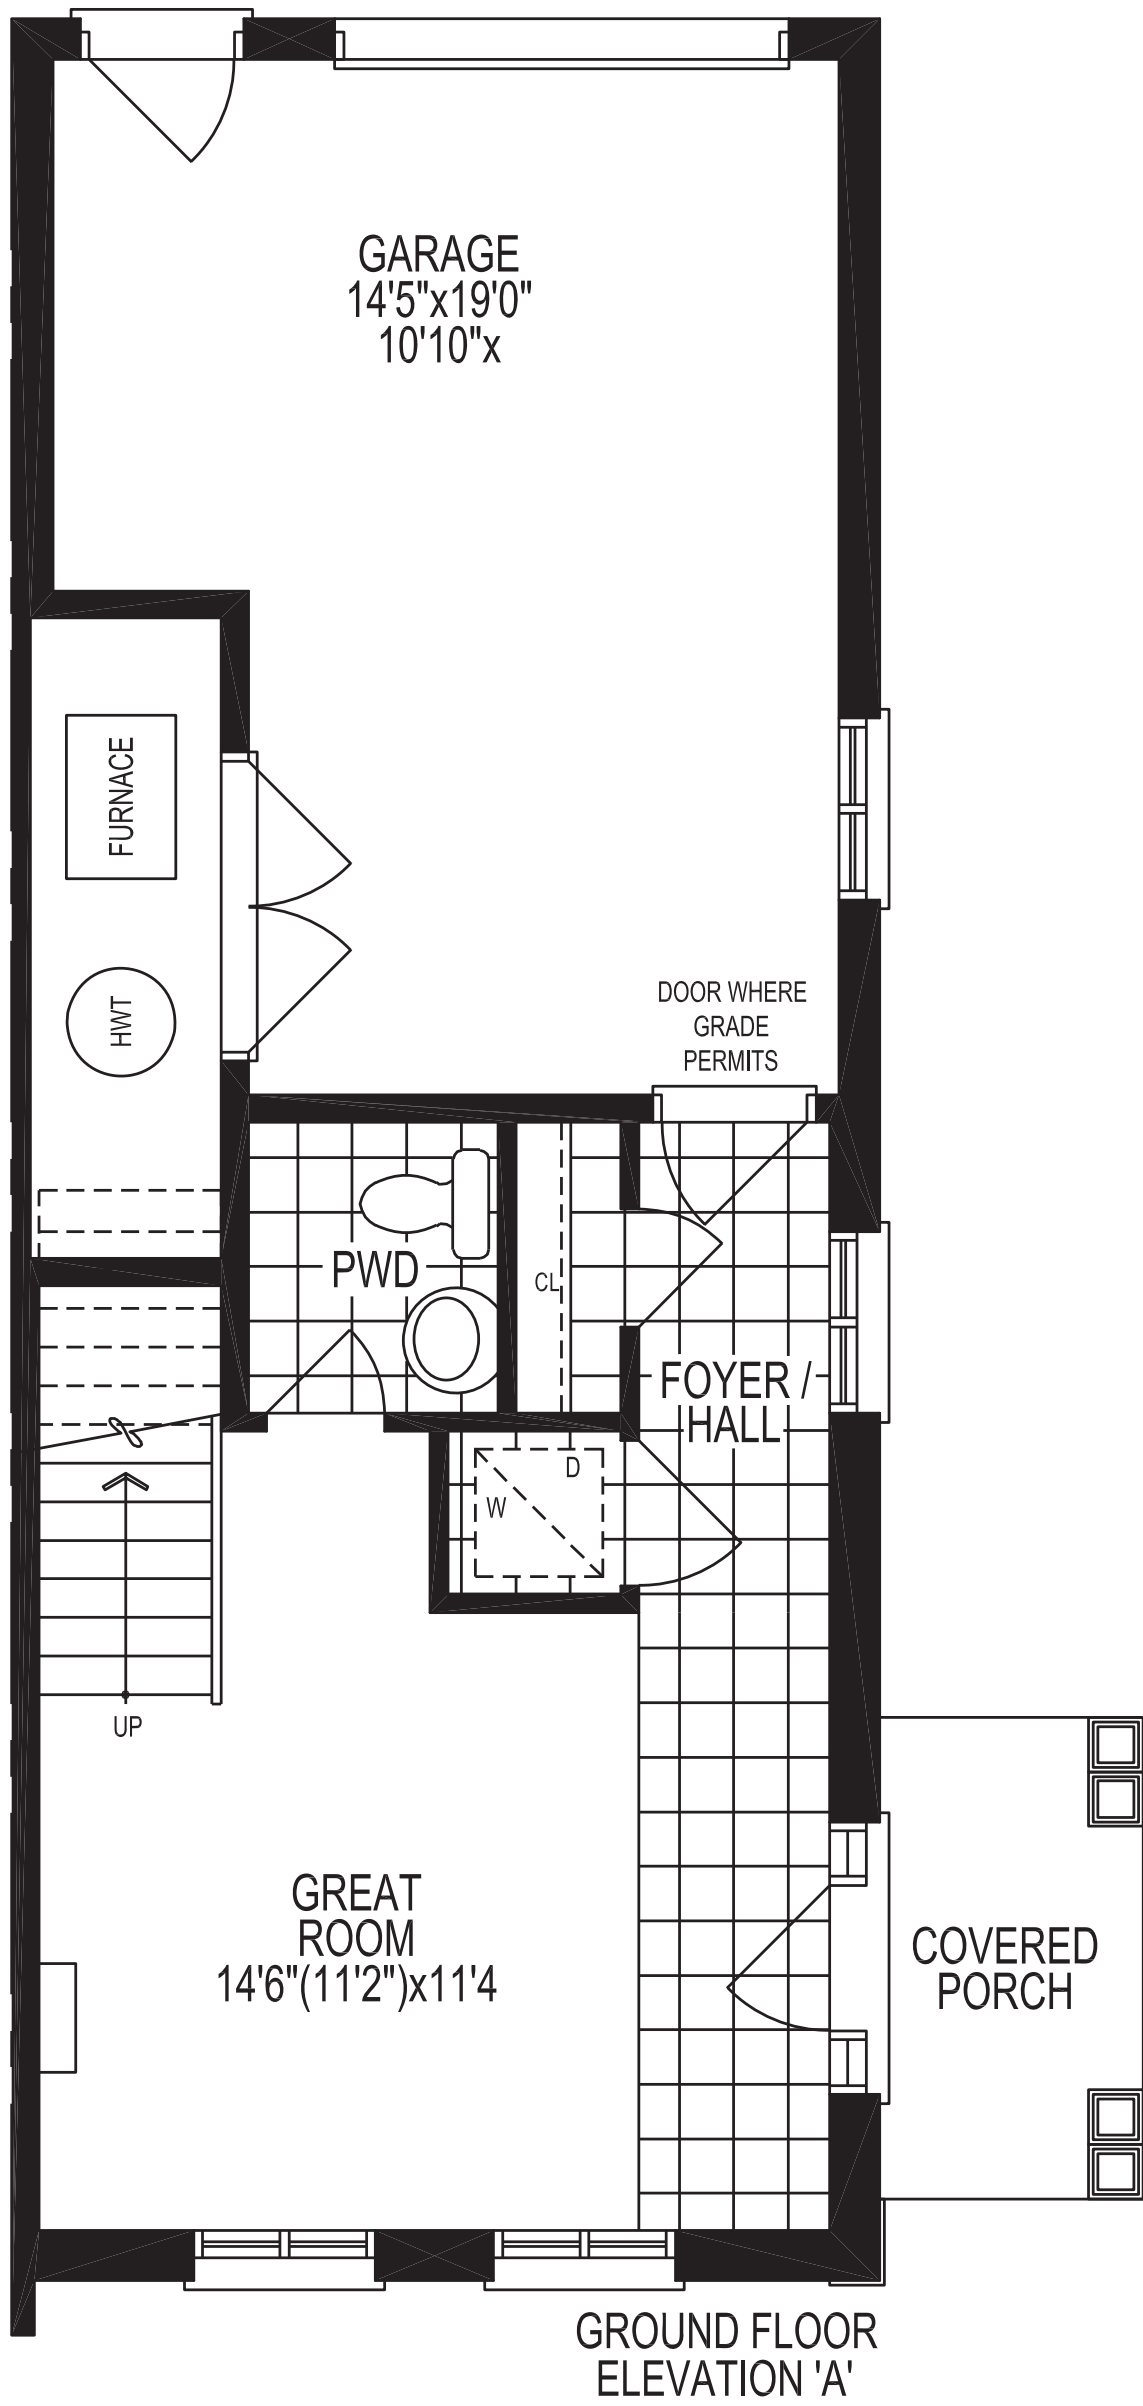 GARAGE
14'5"x19'0"
10'10"x
FURNACE
HWT
DOOR WHERE
GRADE
PERMITS
PWD
CL
FOYER /
HALL
D
W
UP
GREAT
ROOM
14'6"(11'2")x11'4
COVERED
PORCH
GROUND FLOOR
ELEVATION 'A'